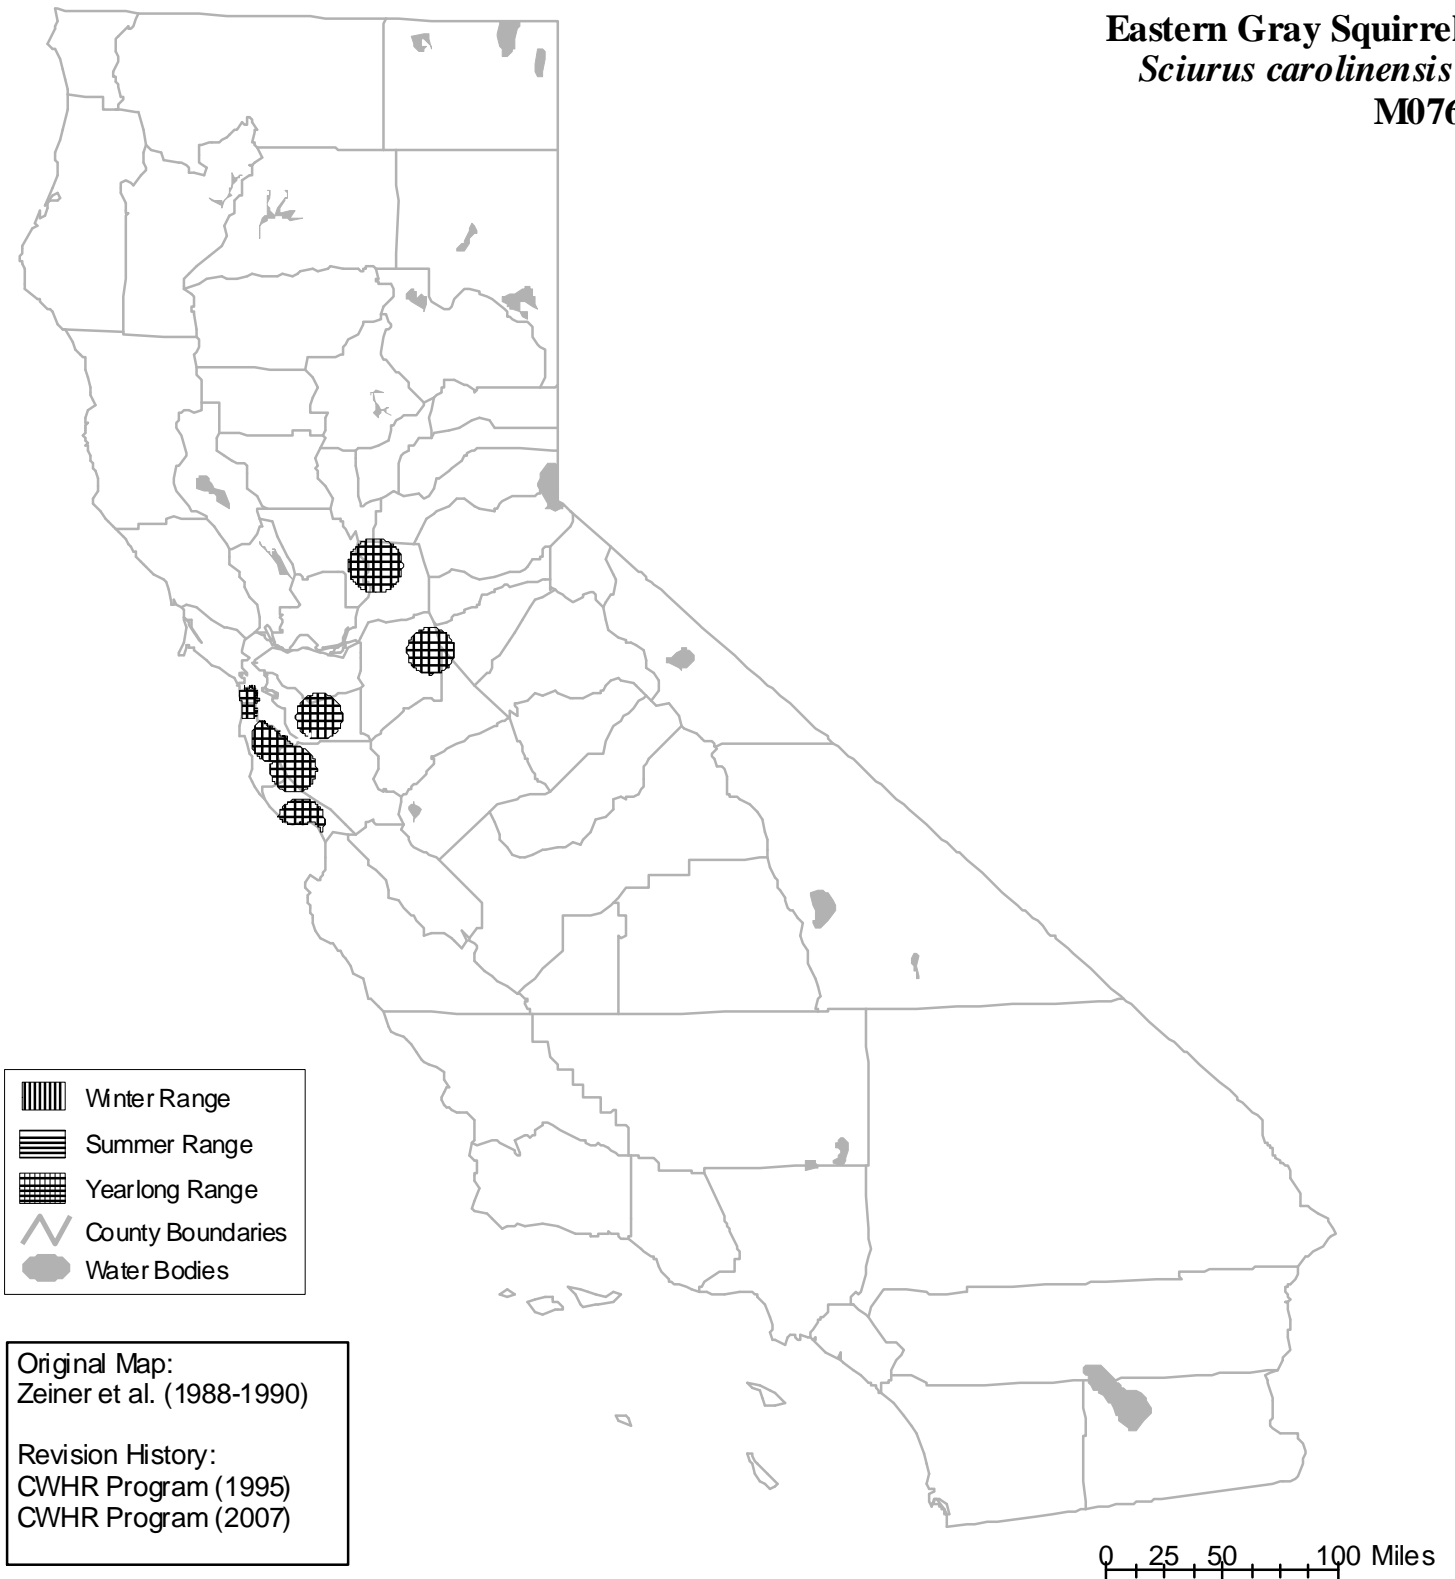 Eastern Gray Squirrel
Sciurus carolinensis
M076
Winter Range
Summer Range
Yearlong Range
County Boundaries
Water Bodies
Original Map:
Zeiner et al. (1988-1990)
Revision History:
CWHR Program (1995)
CWHR Program (2007)
0 25 50 100 Miles